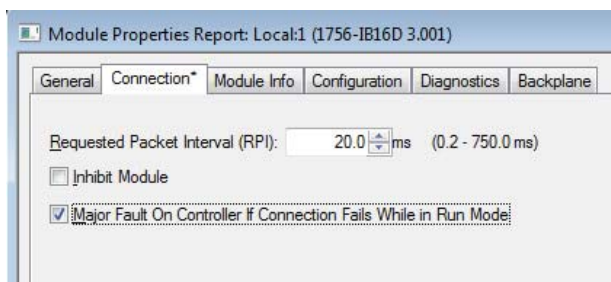 Module Properties Report: Local:1 (1756-IB16D 3.001)
General Connection* Module Info Configuration Diagnostics Backplane
Requested Packet Interval (RPI): 20.0 ms (0.2 - 750.0 ms)
Inhibit Module
Major Fault On Controller If Connection Fails While in Run Mode